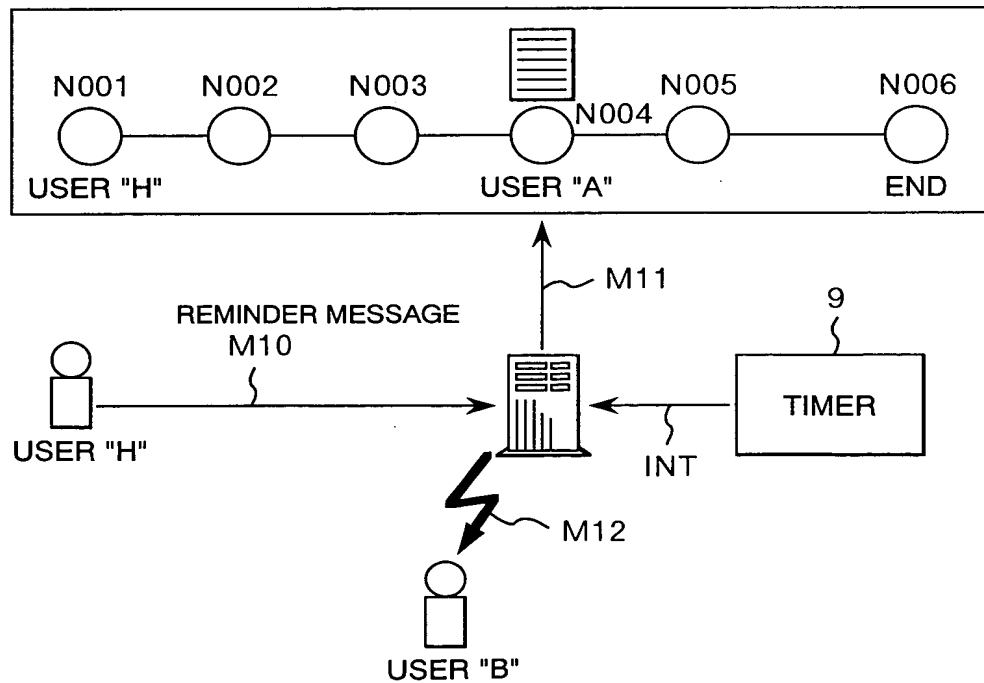 N001 N002 N003 N004 N005 N006
USER "H" USER "A" END
M11
REMINDER MESSAGE
M10
9
TIMER
USER "H"
INT
M12
USER "B"